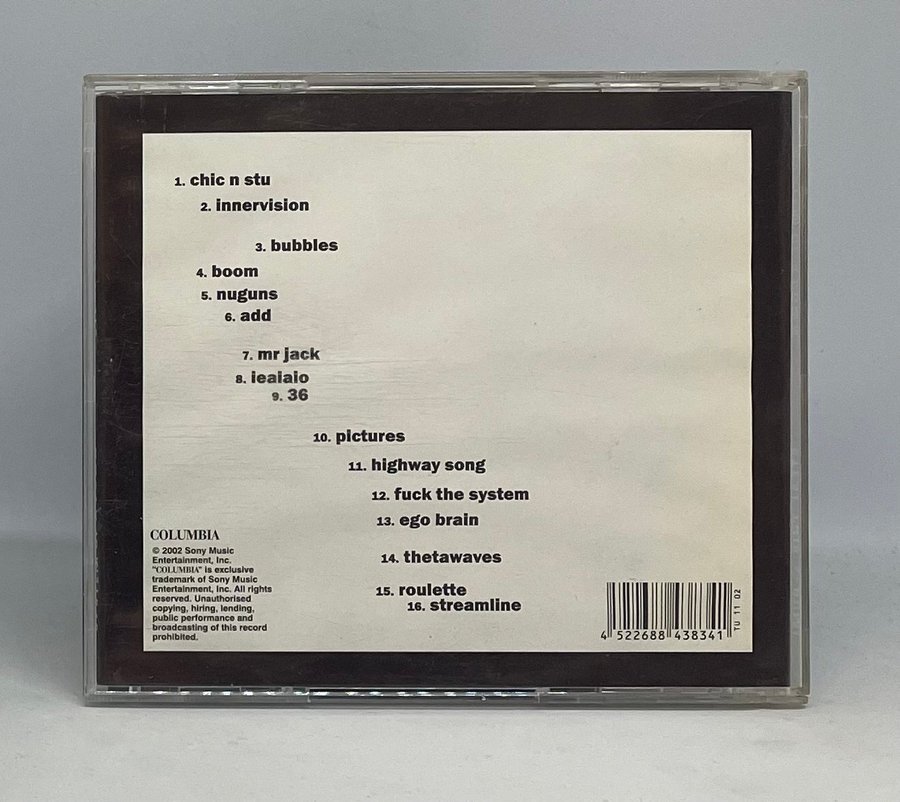 1. chic n stu
2. innervision
3. bubbles
4. boom
5. nuguns
6. add
7. mr jack
8. ieaiaio
9. 36
10. pictures
11. highway song
12. fuck the system
13. ego brain
14. thetawaves
15. roulette
16. streamline
COLUMBIA
© 2002 Sony Music
Entertainment, Inc.
"COLUMBIA" is exclusive
trademark of Sony Music
Entertainment, Inc. All rights
reserved. Unauthorised
copying, hiring, lending,
public performance and
broadcasting of this record
prohibited.
4 522688 438341
TU 11 02